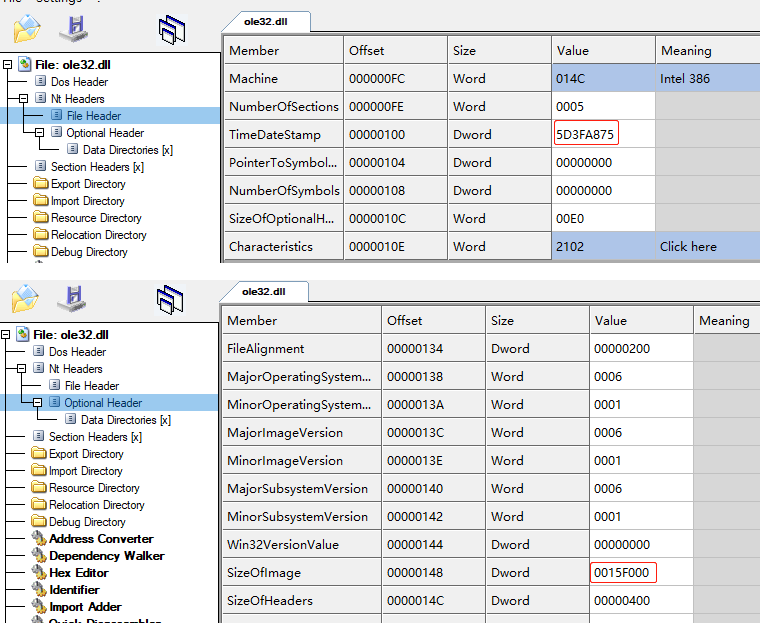 ole32.dll
File: ole32.dll
Dos Header
Nt Headers
File Header
Optional Header
Data Directories [x]
Section Headers [x]
Export Directory
Import Directory
Resource Directory
Relocation Directory
Debug Directory
Member Offset Size Value Meaning
Machine 000000FC Word 014C Intel 386
NumberOfSections 000000FE Word 0005
TimeDateStamp 00000100 Dword 5D3FA875
PointerToSymbol... 00000104 Dword 00000000
NumberOfSymbols 00000108 Dword 00000000
SizeOfOptionalH... 0000010C Word 00E0
Characteristics 0000010E Word 2102 Click here
ole32.dll
File: ole32.dll
Dos Header
Nt Headers
File Header
Optional Header
Data Directories [x]
Section Headers [x]
Export Directory
Import Directory
Resource Directory
Relocation Directory
Debug Directory
Address Converter
Dependency Walker
Hex Editor
Identifier
Import Adder
Member Offset Size Value Meaning
FileAlignment 00000134 Dword 00000200
MajorOperatingSystem... 00000138 Word 0006
MinorOperatingSystem... 0000013A Word 0001
MajorImageVersion 0000013C Word 0006
MinorImageVersion 0000013E Word 0001
MajorSubsystemVersion 00000140 Word 0006
MinorSubsystemVersion 00000142 Word 0001
Win32VersionValue 00000144 Dword 00000000
SizeOfImage 00000148 Dword 0015F000
SizeOfHeaders 0000014C Dword 00000400